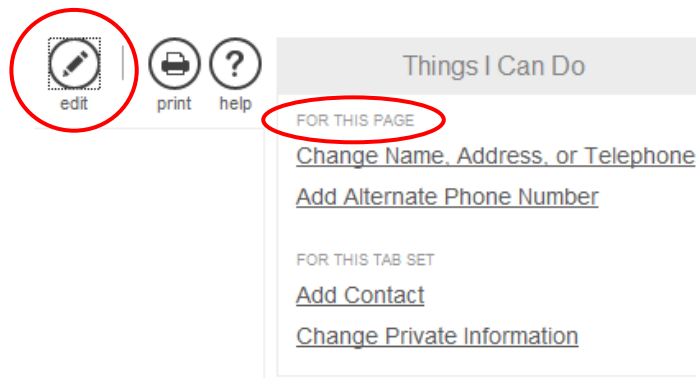 edit
print
help
Things I Can Do
FOR THIS PAGE
Change Name, Address, or Telephone
Add Alternate Phone Number
FOR THIS TAB SET
Add Contact
Change Private Information